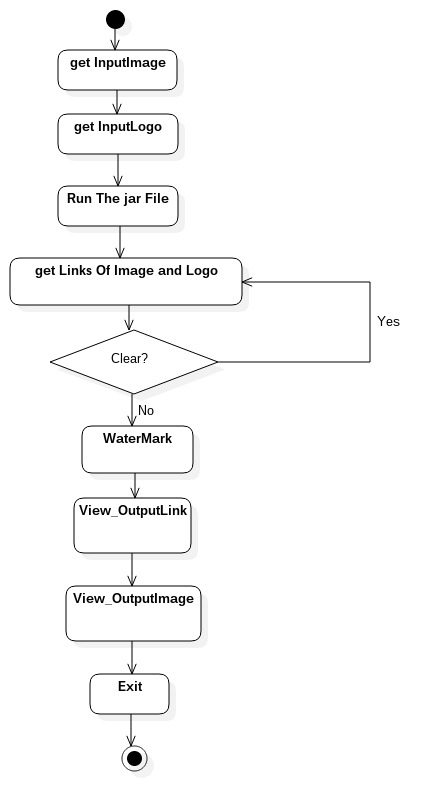 get InputImage
get InputLogo
Run The jar File
get Links Of Image and Logo
Yes
Clear?
No
WaterMark
View_OutputLink
View_OutputImage
Exit